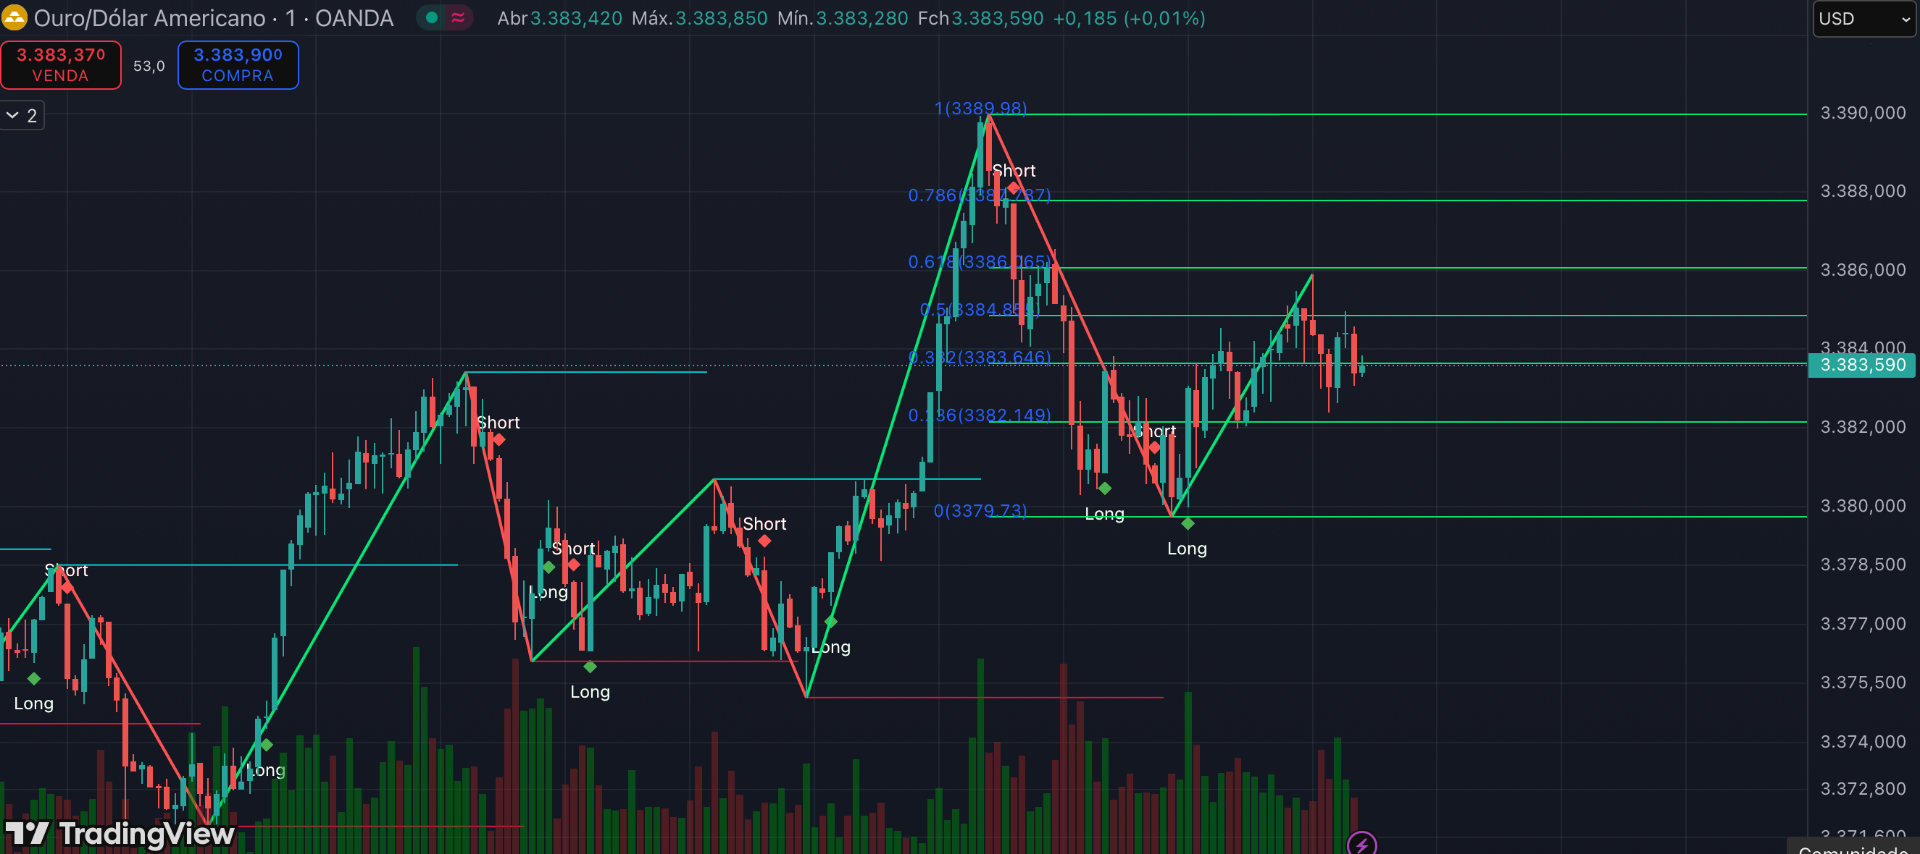 Ouro/Dólar Americano · 1 · OANDA
Abr3.383,420 Máx.3.383,850 Mín.3.383,280 Fch3.383,590 +0,185 (+0,01%)
USD
3.383,370
VENDA
53,0
3.383,900
COMPRA
2
1(3389.98)
Short
0.786(3387.787)
0.618(3386.065)
0.5(3384.855)
0.382(3383.646)
0.236(3382.149)
0(3379.73)
Short
Short
Short
Short
Short
Long
Long
Long
Long
Long
Long
Long
3.390,000
3.388,000
3.386,000
3.384,000
3.383,590
3.382,000
3.380,000
3.378,500
3.377,000
3.375,500
3.374,000
3.372,800
3.371,600
TradingView
Comunidade